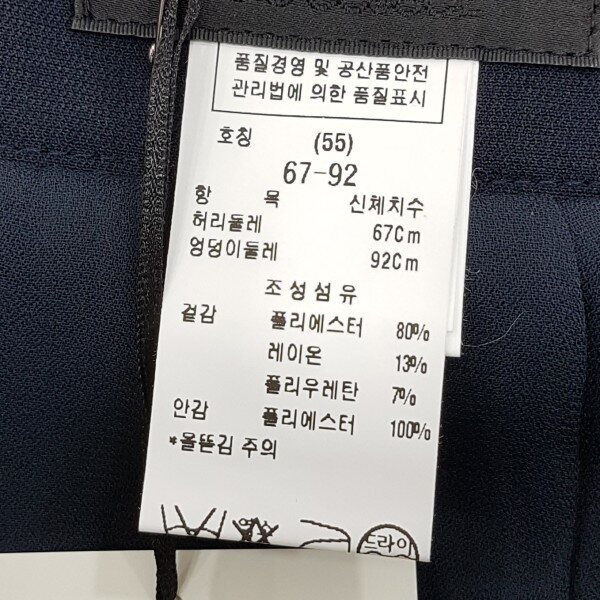 품질경영 및 공산품안전
관리법에 의한 품질표시
호칭 (55)
67-92
항 목 신체치수
허리둘레 67Cm
엉덩이둘레 92Cm
조성섬유
겉감 폴리에스터 80%
레이온 13%
폴리우레탄 7%
안감 폴리에스터 100%
*올뜯김 주의
드라이